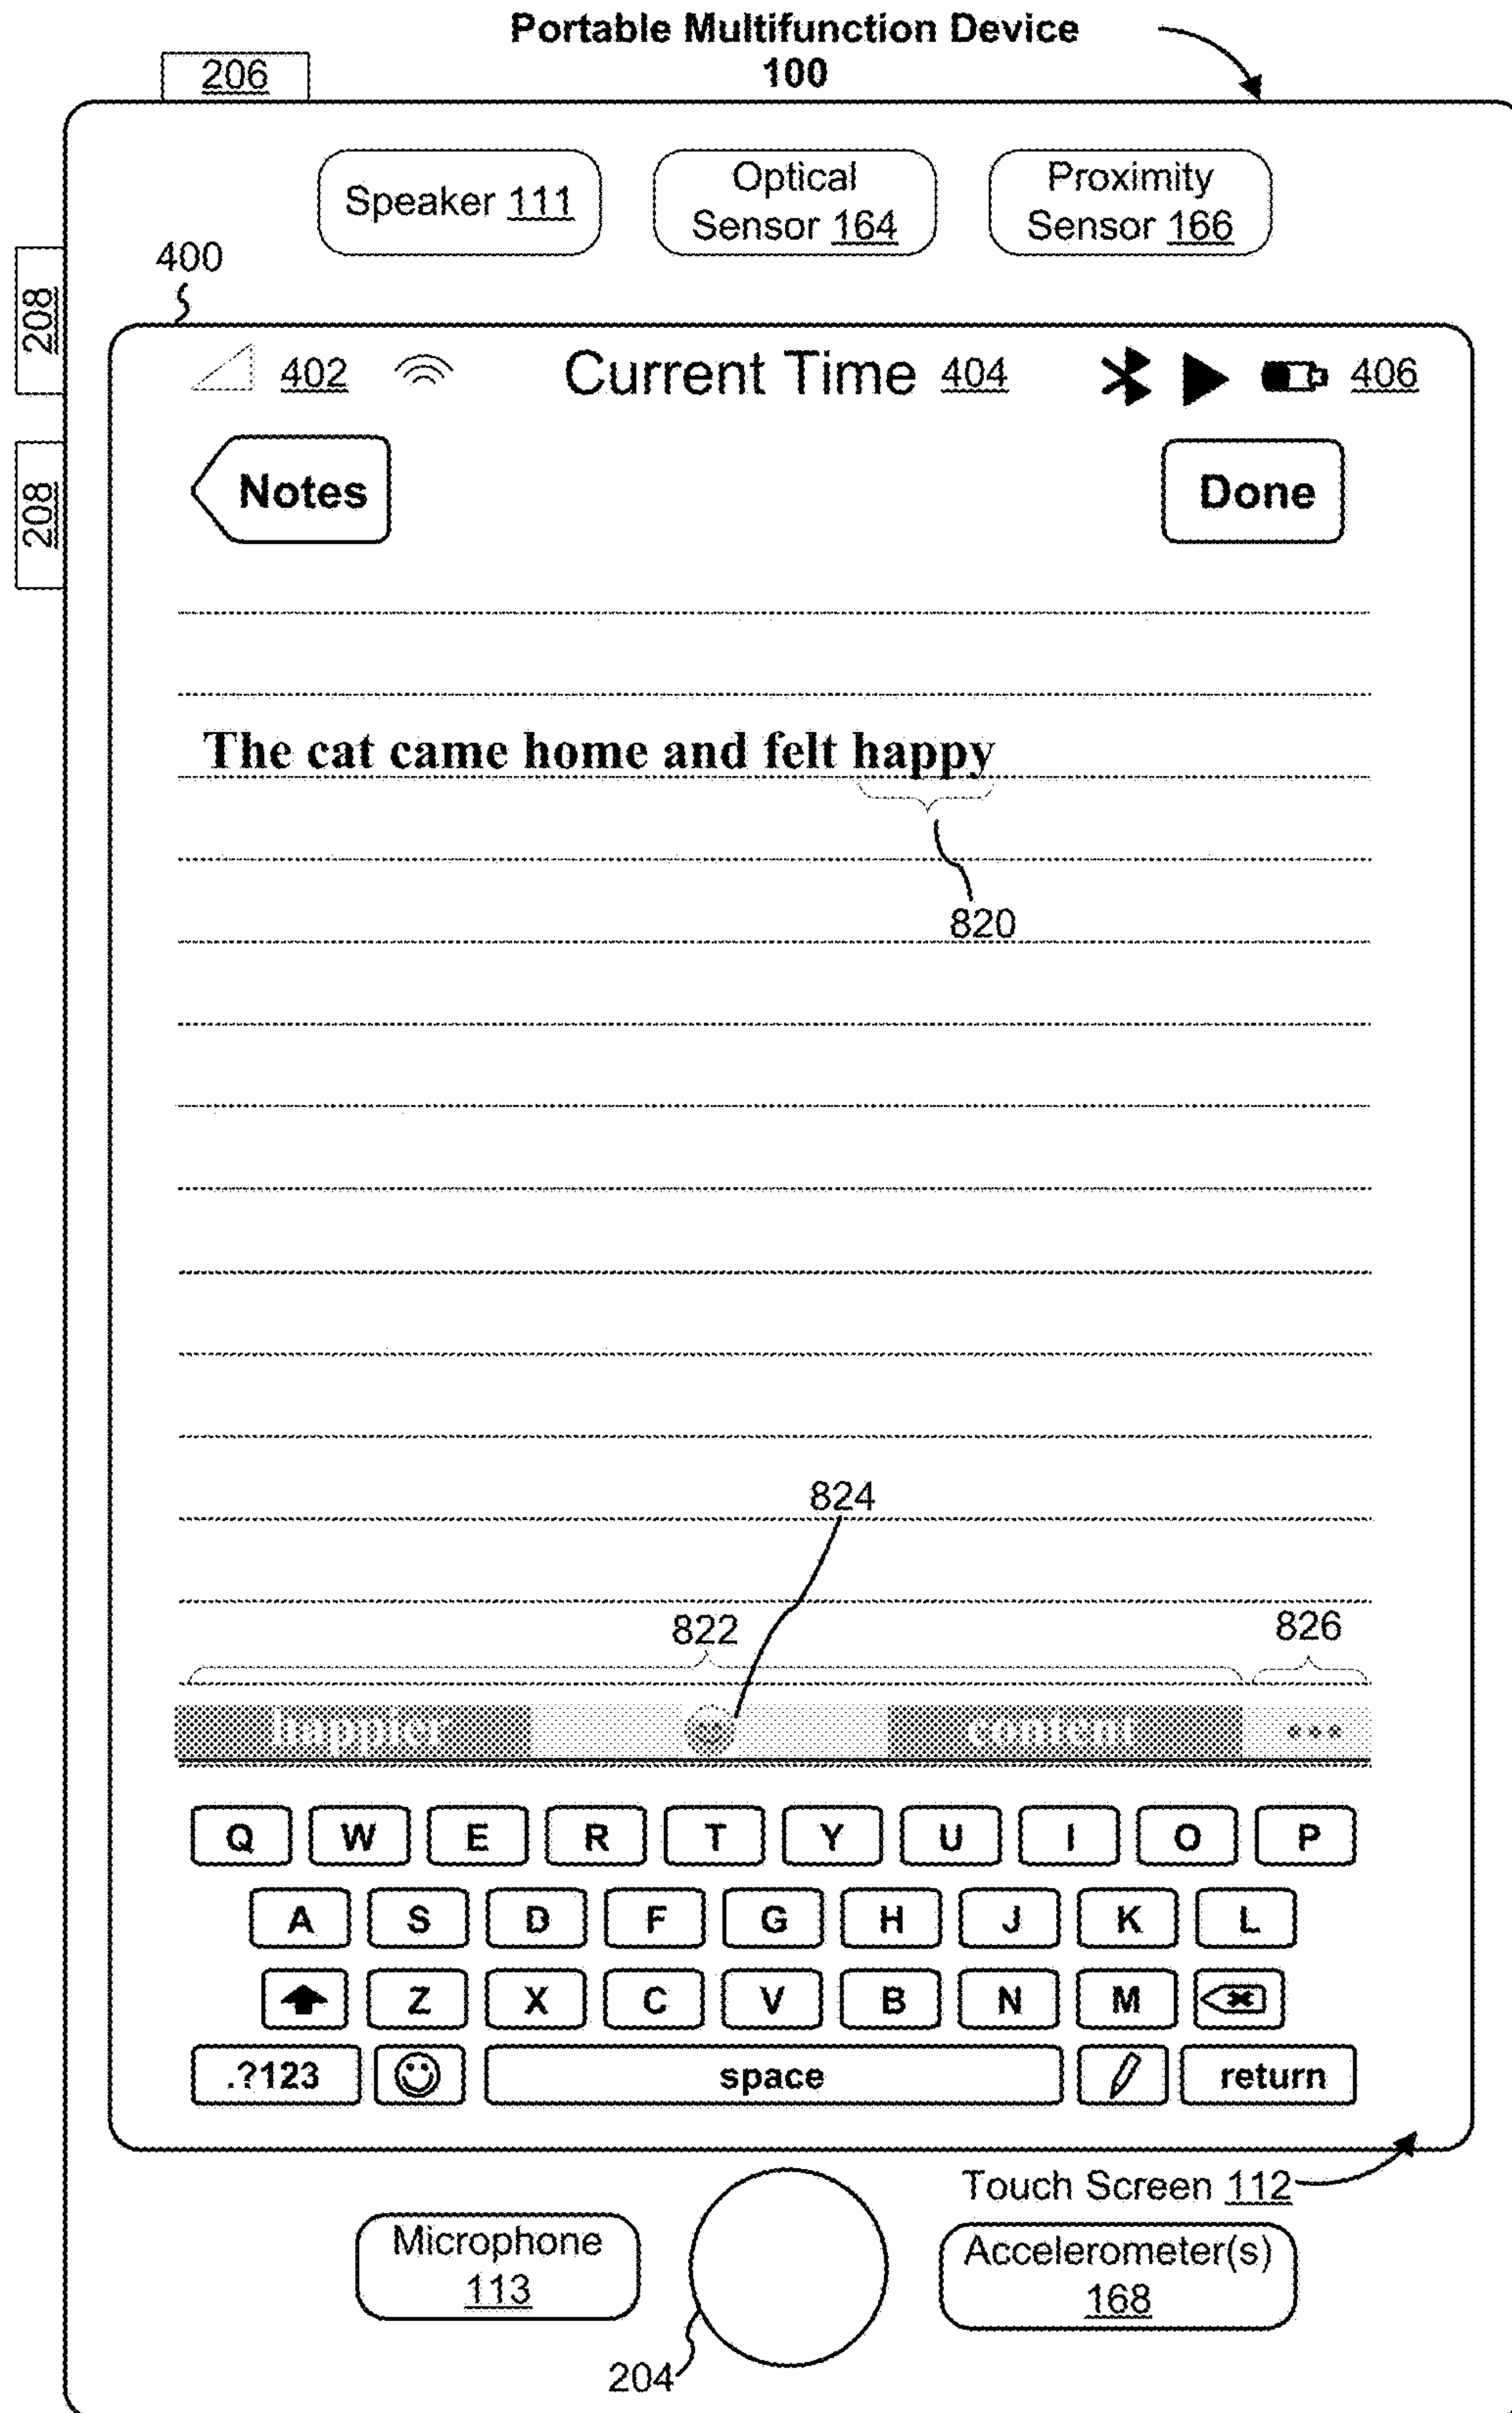 Portable Multifunction Device
100
206
Speaker 111
Optical
Sensor 164
Proximity
Sensor 166
208
400
402 Current Time 404 406
208
Notes
Done
The cat came home and felt happy
820
824
822
826
happier
content
•••
Q W E R T Y U I O P
A S D F G H J K L
Z X C V B N M
.?123
space
return
Touch Screen 112
Microphone
113
Accelerometer(s)
168
204